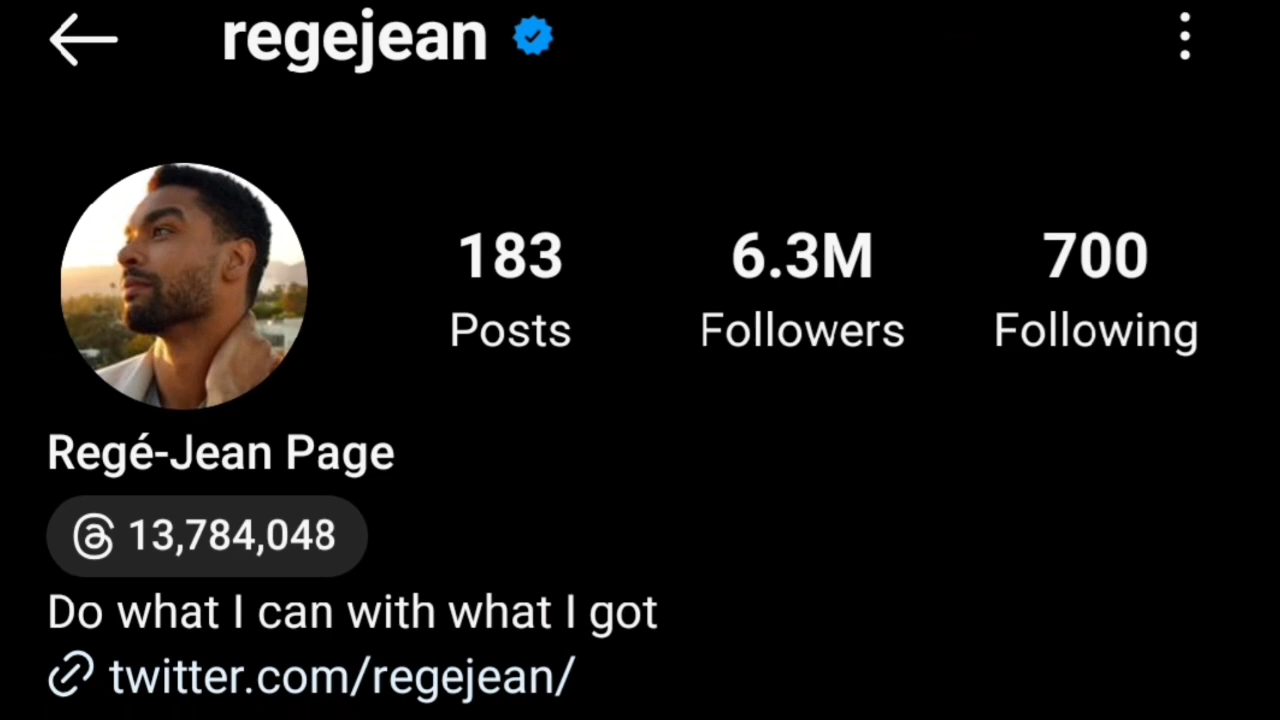 regejean
183 6.3M 700
Posts Followers Following
Regé-Jean Page
13,784,048
Do what I can with what I got
twitter.com/regejean/